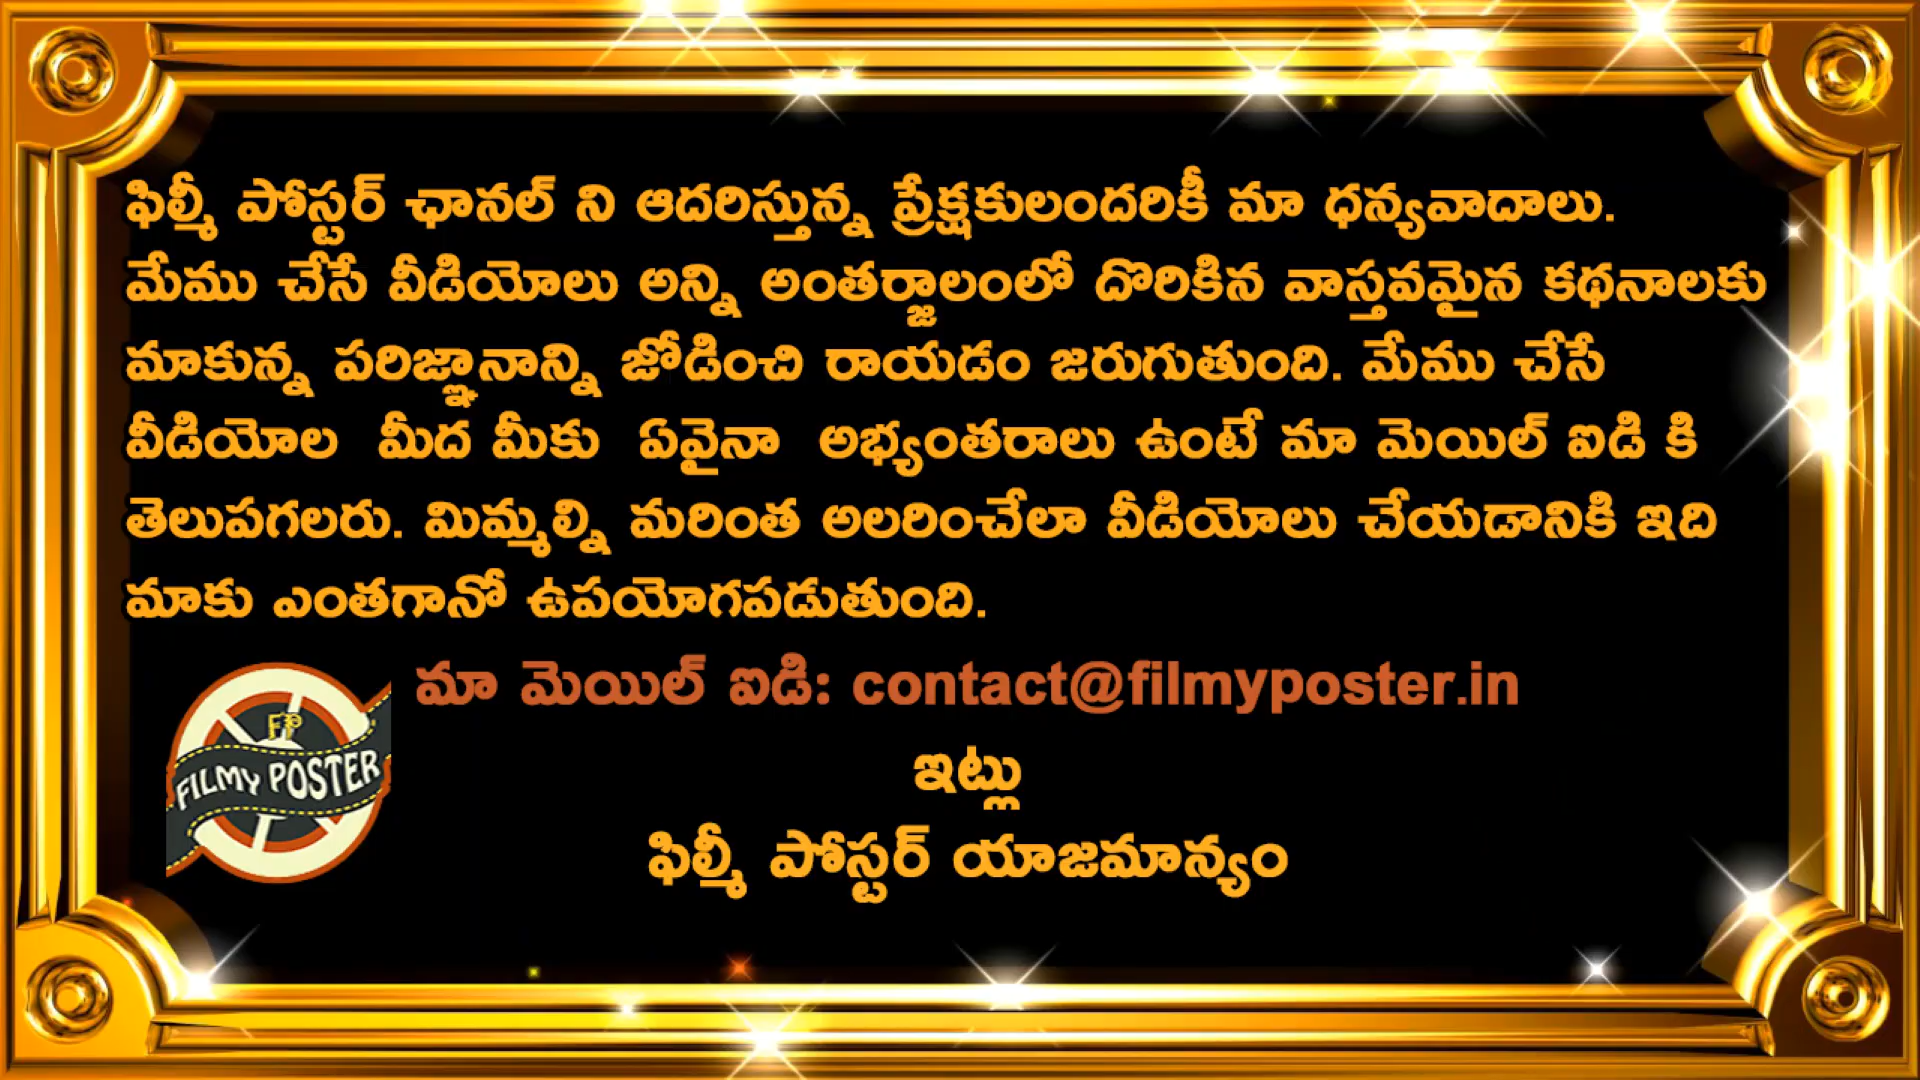 ఫిల్మీ పోస్టర్ ఛానల్ ని ఆదరిస్తున్న ప్రేక్షకులందరికీ మా ధన్యవాదాలు.
మేము చేసే వీడియోలు అన్ని అంతర్జాలంలో దొరికిన వాస్తవమైన కథనాలకు
మాకున్న పరిజ్ఞానాన్ని జోడించి రాయడం జరుగుతుంది. మేము చేసే
వీడియోల మీద మీకు ఏవైనా అభ్యంతరాలు ఉంటే మా మెయిల్ ఐడి కి
తెలుపగలరు. మిమ్మల్ని మరింత అలరించేలా వీడియోలు చేయడానికి ఇది
మాకు ఎంతగానో ఉపయోగపడుతుంది.
మా మెయిల్ ఐడి: contact@filmyposter.in
FP
FILMY POSTER
ఇట్లు
ఫిల్మీ పోస్టర్ యాజమాన్యం